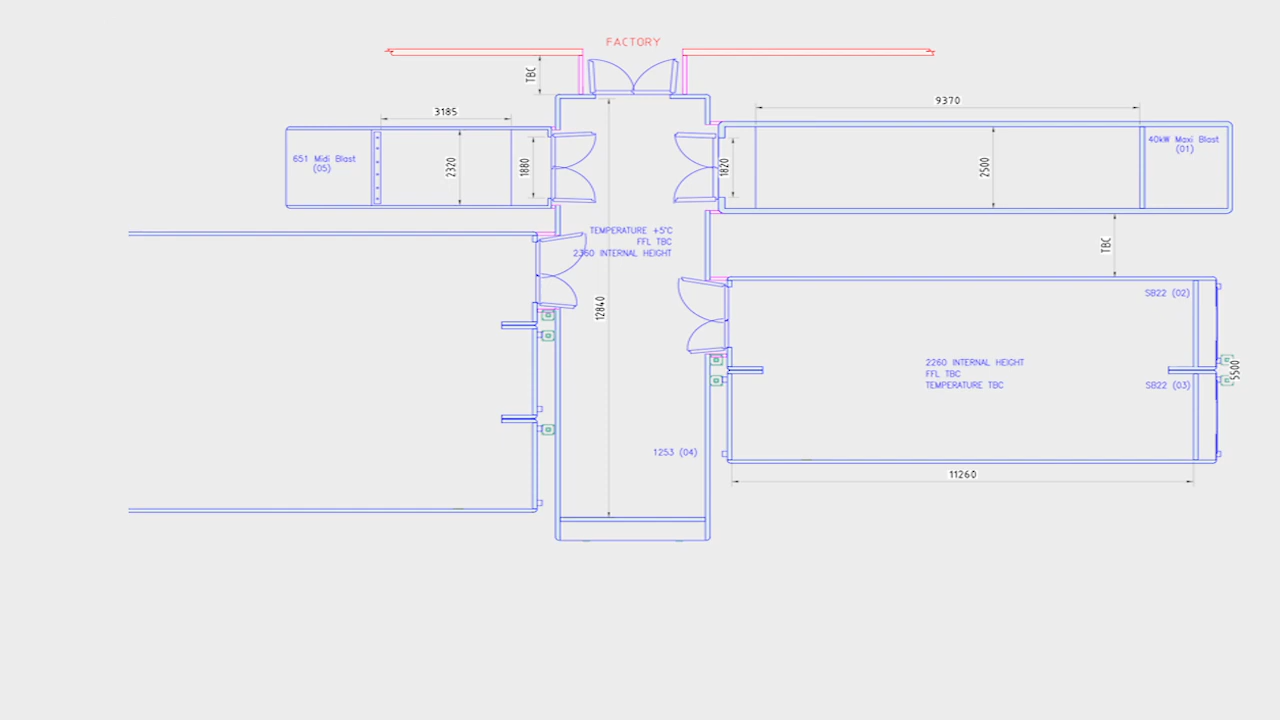 FACTORY
TBC
9370
3185
40kW Maxi Blast
(01)
651 Midi Blast
(05)
2320
1880
1820
2500
TEMPERATURE +5°C
FFL TBC
2360 INTERNAL HEIGHT
TBC
12840
SB22 (02)
2260 INTERNAL HEIGHT
FFL TBC
TEMPERATURE TBC
SB22 (03)
5500
1253 (04)
11260